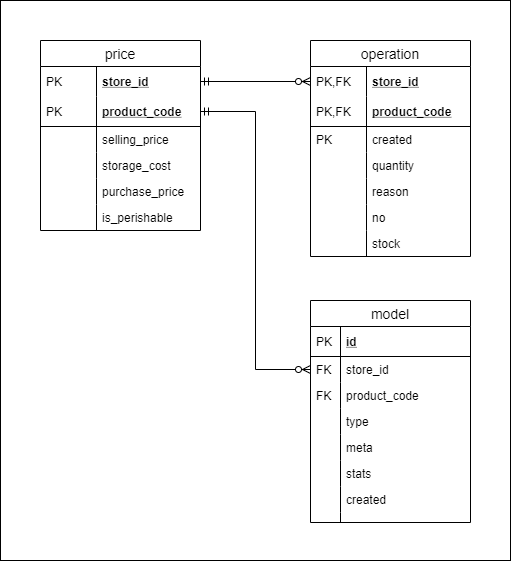 price
PK store_id
PK product_code
selling_price
storage_cost
purchase_price
is_perishable
operation
PK,FK store_id
PK,FK product_code
PK created
quantity
reason
no
stock
model
PK id
FK store_id
FK product_code
type
meta
stats
created